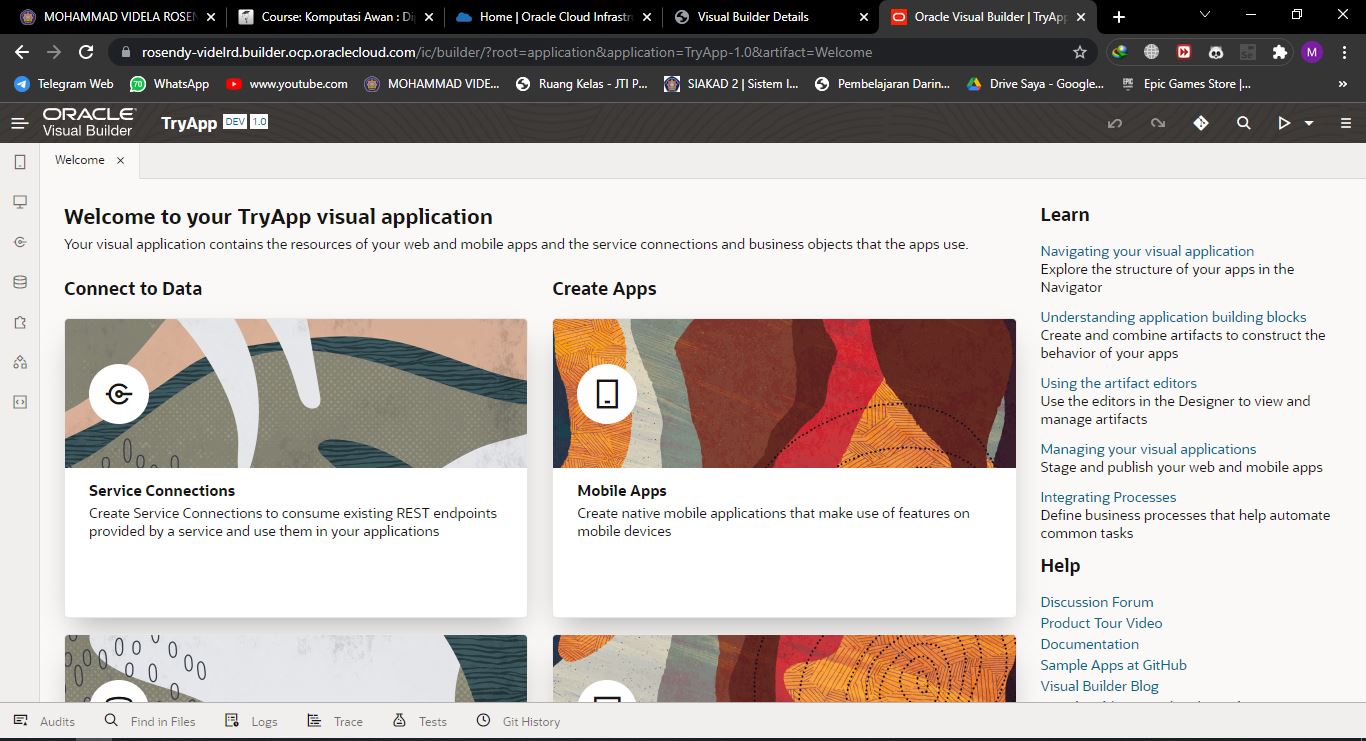 MOHAMMAD VIDELA ROSEN
Course: Komputasi Awan : Di
Home | Oracle Cloud Infrastr
Visual Builder Details
Oracle Visual Builder | TryApp
rosendy-videlrd.builder.ocp.oraclecloud.com/ic/builder/?root=application&application=TryApp-1.0&artifact=Welcome
M
Telegram Web
70
WhatsApp
www.youtube.com
MOHAMMAD VIDE...
Ruang Kelas - JTI P...
SIAKAD 2 | Sistem I...
Pembelajaran Darin...
Drive Saya - Google...
Epic Games Store |...
»
ORACLE
Visual Builder
TryApp
DEV
1.0
Welcome
Welcome to your TryApp visual application
Your visual application contains the resources of your web and mobile apps and the service connections and business objects that the apps use.
Connect to Data
Service Connections
Create Service Connections to consume existing REST endpoints
provided by a service and use them in your applications
Create Apps
Mobile Apps
Create native mobile applications that make use of features on
mobile devices
Learn
Navigating your visual application
Explore the structure of your apps in the
Navigator
Understanding application building blocks
Create and combine artifacts to construct the
behavior of your apps
Using the artifact editors
Use the editors in the Designer to view and
manage artifacts
Managing your visual applications
Stage and publish your web and mobile apps
Integrating Processes
Define business processes that help automate
common tasks
Help
Discussion Forum
Product Tour Video
Documentation
Sample Apps at GitHub
Visual Builder Blog
Audits
Find in Files
Logs
Trace
Tests
Git History